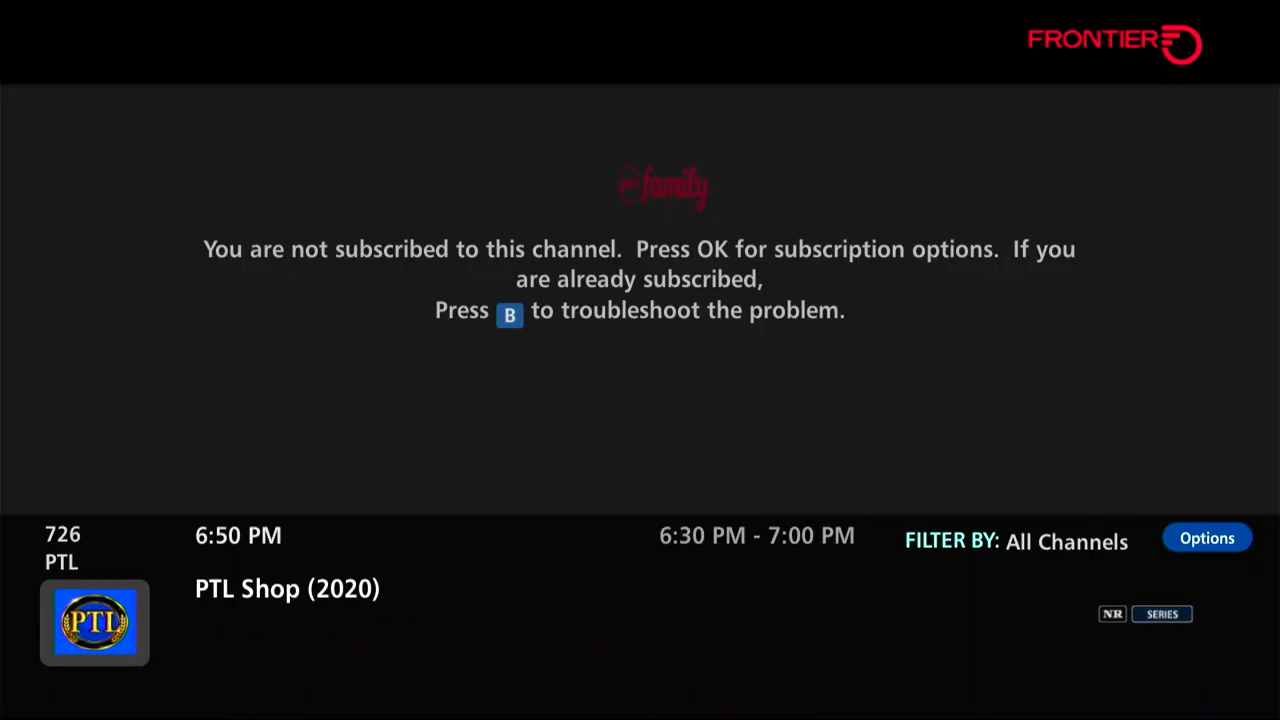 FRONTIER
family
You are not subscribed to this channel.  Press OK for subscription options.  If you
are already subscribed,
Press B to troubleshoot the problem.
726
PTL
6:50 PM
6:30 PM - 7:00 PM
FILTER BY: All Channels
Options
PTL Shop (2020)
PTL
NR
SERIES